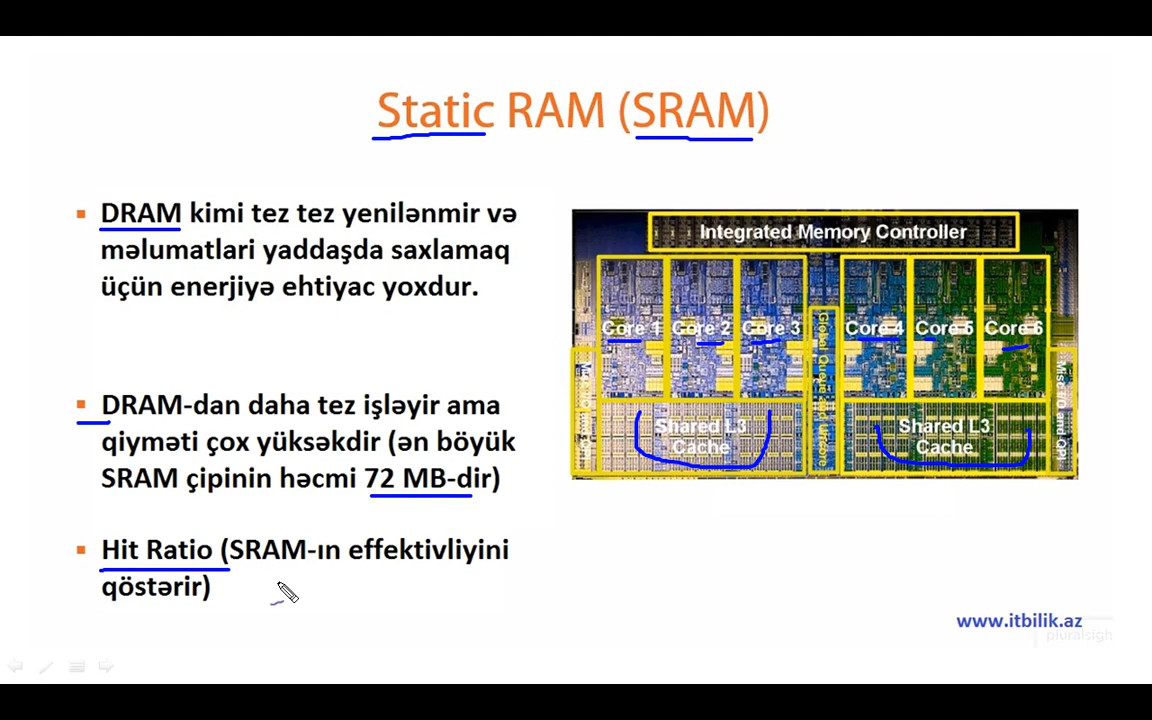 Static RAM (SRAM)
DRAM kimi tez tez yenilənmir və
məlumatlari yaddaşda saxlamaq
üçün enerjiyə ehtiyac yoxdur.
DRAM-dan daha tez işləyir ama
qiyməti çox yüksəkdir (ən böyük
SRAM çipinin həcmi 72 MB-dir)
Hit Ratio (SRAM-ın effektivliyini
qöstərir)
Integrated Memory Controller
Core 1 Core 2 Core 3 Core 4 Core 5 Core 6
Shared L3
Cache
Shared L3
Cache
Global Queue and Uncore
and QPI
www.itbilik.az
pluralsigh